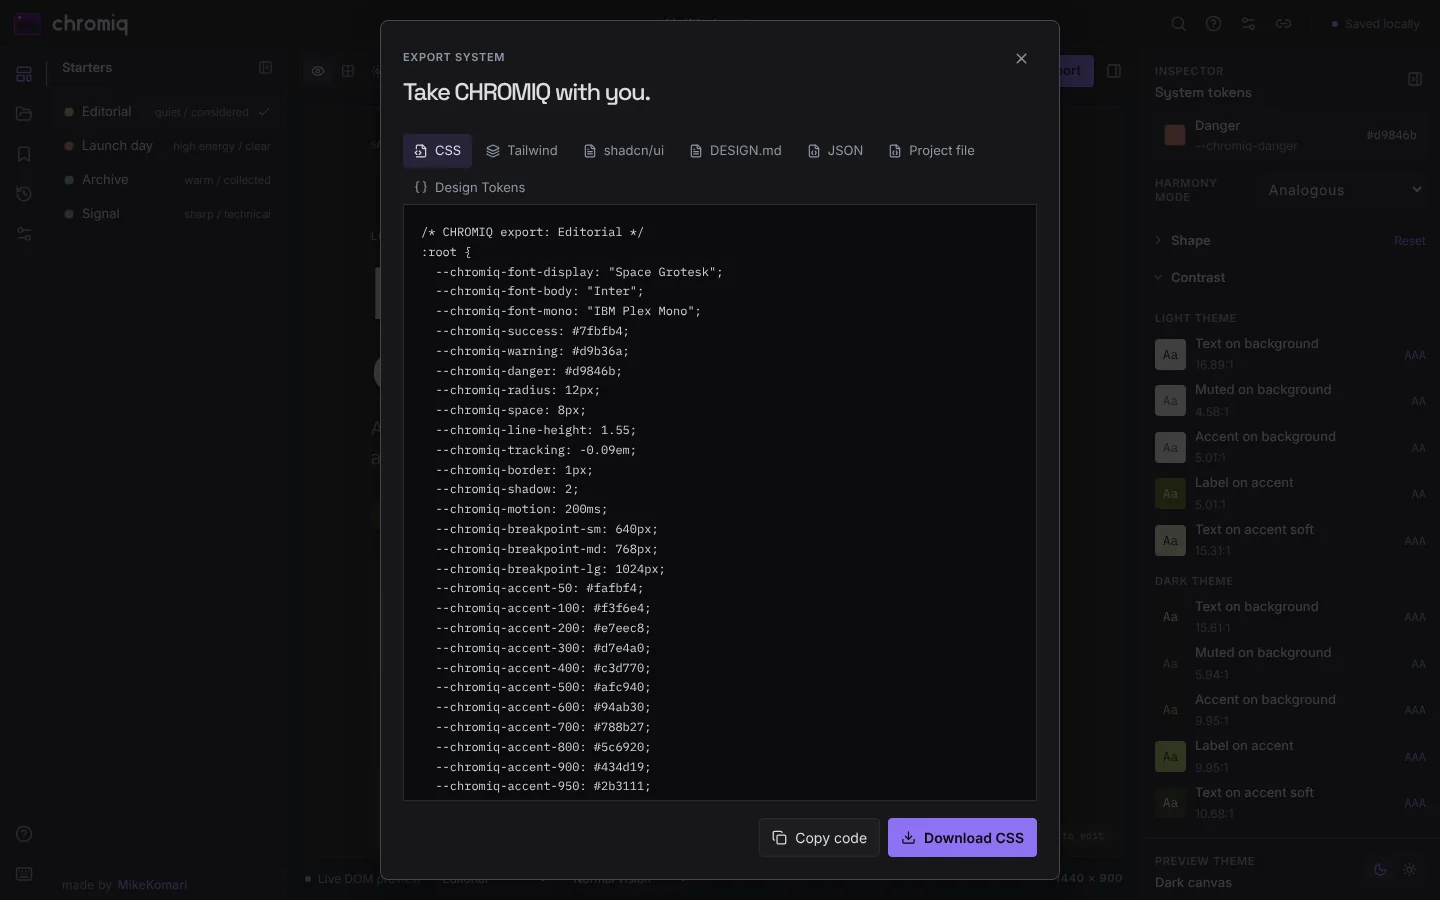 chromiq
Saved locally
Starters
Editorial quiet / considered
Launch day high energy / clear
Archive warm / collected
Signal sharp / technical
made by MikeKomari
EXPORT SYSTEM
Take CHROMIQ with you.
CSS Tailwind shadcn/ui DESIGN.md JSON Project file
{} Design Tokens
/* CHROMIQ export: Editorial */
:root {
--chromiq-font-display: "Space Grotesk";
--chromiq-font-body: "Inter";
--chromiq-font-mono: "IBM Plex Mono";
--chromiq-success: #7fbfb4;
--chromiq-warning: #d9b36a;
--chromiq-danger: #d9846b;
--chromiq-radius: 12px;
--chromiq-space: 8px;
--chromiq-line-height: 1.55;
--chromiq-tracking: -0.09em;
--chromiq-border: 1px;
--chromiq-shadow: 2;
--chromiq-motion: 200ms;
--chromiq-breakpoint-sm: 640px;
--chromiq-breakpoint-md: 768px;
--chromiq-breakpoint-lg: 1024px;
--chromiq-accent-50: #fafbf4;
--chromiq-accent-100: #f3f6e4;
--chromiq-accent-200: #e7eec8;
--chromiq-accent-300: #d7e4a0;
--chromiq-accent-400: #c3d770;
--chromiq-accent-500: #afc940;
--chromiq-accent-600: #94ab30;
--chromiq-accent-700: #788b27;
--chromiq-accent-800: #5c6920;
--chromiq-accent-900: #434d19;
--chromiq-accent-950: #2b3111;
Copy code
Download CSS
Live DOM
1440 × 900
to edit
INSPECTOR
System tokens
Danger
--chromiq-danger
#d9846b
HARMONY
MODE
Analogous
Shape Reset
Contrast
LIGHT THEME
Aa Text on background
16.89:1 AAA
Aa Muted on background
4.58:1 AA
Aa Accent on background
5.01:1 AA
Aa Label on accent
5.01:1 AA
Aa Text on accent soft
15.31:1 AAA
DARK THEME
Aa Text on background
15.61:1 AAA
Aa Muted on background
5.94:1 AA
Aa Accent on background
9.95:1 AAA
Aa Label on accent
9.95:1 AAA
Aa Text on accent soft
10.68:1 AAA
PREVIEW THEME
Dark canvas